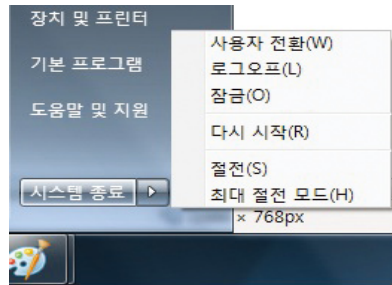 장치 및 프린터
기본 프로그램
도움말 및 지원
시스템 종료
사용자 전환(W)
로그오프(L)
잠금(O)
다시 시작(R)
절전(S)
최대 절전 모드(H)
× 768px